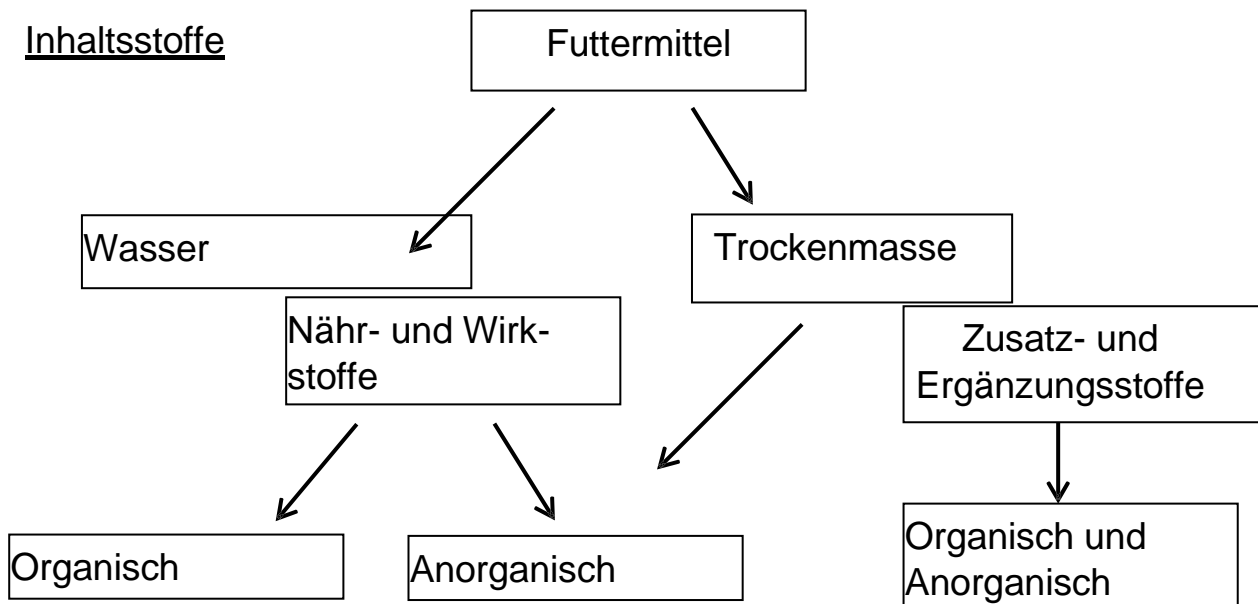 Inhaltsstoffe
Futtermittel
Wasser
Trockenmasse
Nähr- und Wirk-
stoffe
Zusatz- und
Ergänzungsstoffe
Organisch
Anorganisch
Organisch und
Anorganisch